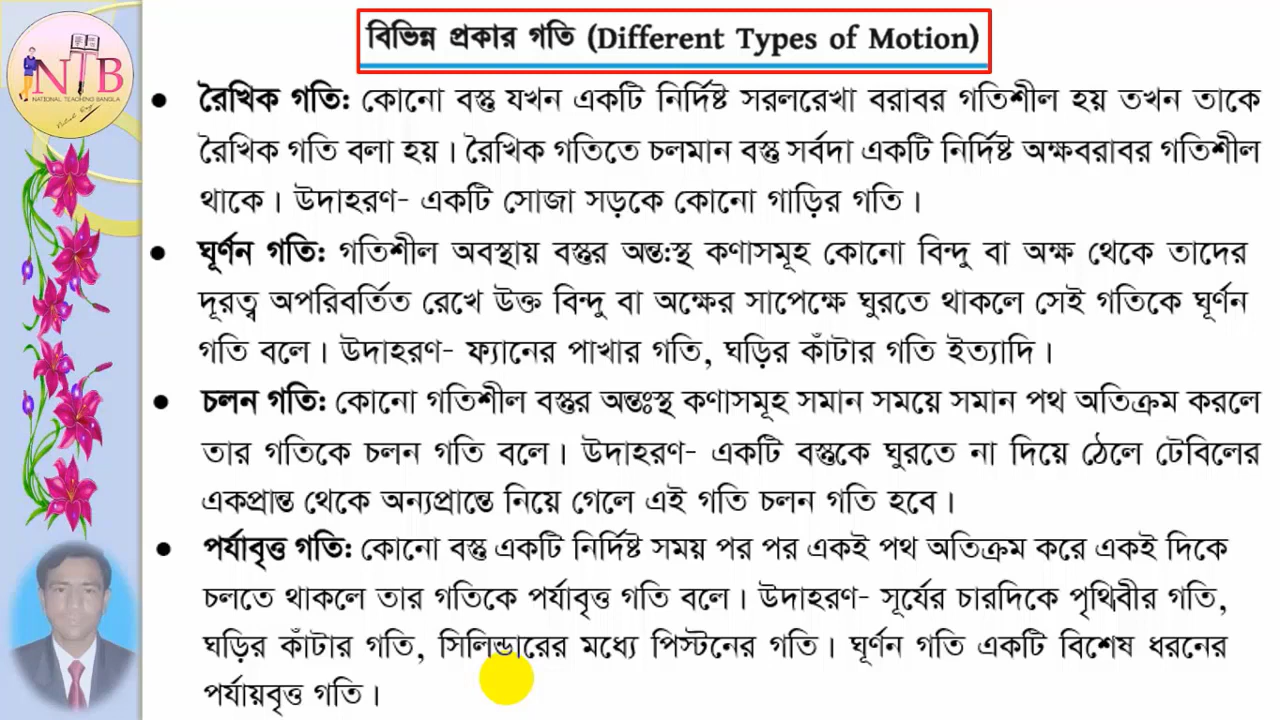 বিভিন্ন প্রকার গতি (Different Types of Motion)
NTB
NATIONAL TEACHING BANGLA
● রৈখিক গতি: কোনো বস্তু যখন একটি নির্দিষ্ট সরলরেখা বরাবর গতিশীল হয় তখন তাকে
রৈখিক গতি বলা হয়। রৈখিক গতিতে চলমান বস্তু সর্বদা একটি নির্দিষ্ট অক্ষবরাবর গতিশীল
থাকে। উদাহরণ- একটি সোজা সড়কে কোনো গাড়ির গতি।
● ঘূর্ণন গতি: গতিশীল অবস্থায় বস্তুর অন্ত:স্থ কণাসমূহ কোনো বিন্দু বা অক্ষ থেকে তাদের
দূরত্ব অপরিবর্তিত রেখে উক্ত বিন্দু বা অক্ষের সাপেক্ষে ঘুরতে থাকলে সেই গতিকে ঘূর্ণন
গতি বলে। উদাহরণ- ফ্যানের পাখার গতি, ঘড়ির কাঁটার গতি ইত্যাদি।
● চলন গতি: কোনো গতিশীল বস্তুর অন্তঃস্থ কণাসমূহ সমান সময়ে সমান পথ অতিক্রম করলে
তার গতিকে চলন গতি বলে। উদাহরণ- একটি বস্তুকে ঘুরতে না দিয়ে ঠেলে টেবিলের
একপ্রান্ত থেকে অন্যপ্রান্তে নিয়ে গেলে এই গতি চলন গতি হবে।
● পর্যাবৃত্ত গতি: কোনো বস্তু একটি নির্দিষ্ট সময় পর পর একই পথ অতিক্রম করে একই দিকে
চলতে থাকলে তার গতিকে পর্যাবৃত্ত গতি বলে। উদাহরণ- সূর্যের চারদিকে পৃথিবীর গতি,
ঘড়ির কাঁটার গতি, সিলিন্ডারের মধ্যে পিস্টনের গতি। ঘূর্ণন গতি একটি বিশেষ ধরনের
পর্যায়বৃত্ত গতি।